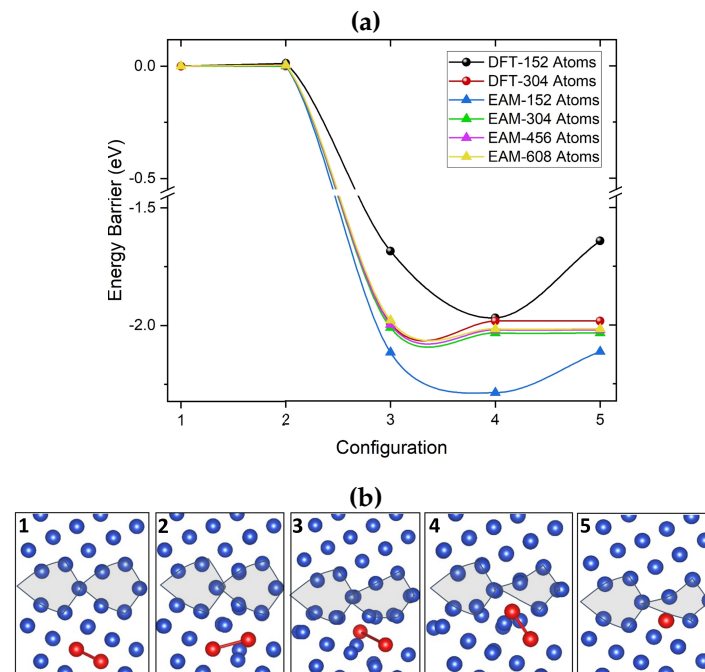 (a)
0.0
-0.5
-1.5
-2.0
Energy Barrier (eV)
DFT-152 Atoms
DFT-304 Atoms
EAM-152 Atoms
EAM-304 Atoms
EAM-456 Atoms
EAM-608 Atoms
1 2 3 4 5
Configuration
(b)
1 2 3 4 5